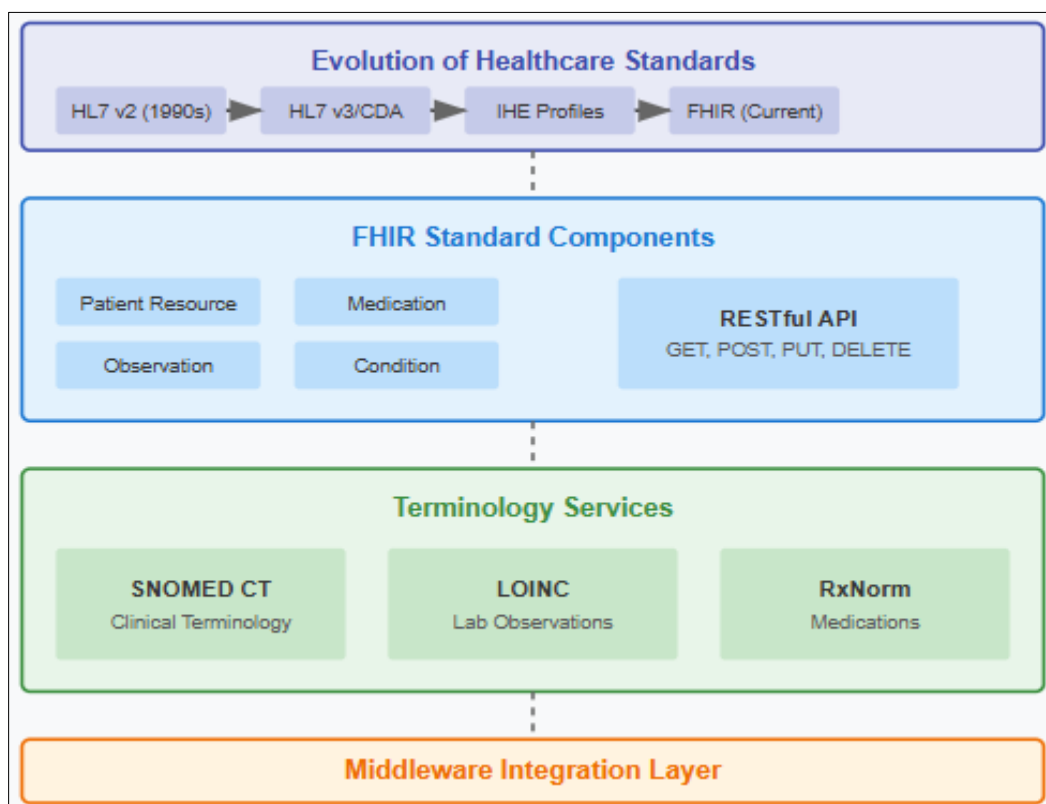 Evolution of Healthcare Standards
HL7 v2 (1990s)
HL7 v3/CDA
IHE Profiles
FHIR (Current)
FHIR Standard Components
Patient Resource
Medication
Observation
Condition
RESTful API
GET, POST, PUT, DELETE
Terminology Services
SNOMED CT
Clinical Terminology
LOINC
Lab Observations
RxNorm
Medications
Middleware Integration Layer